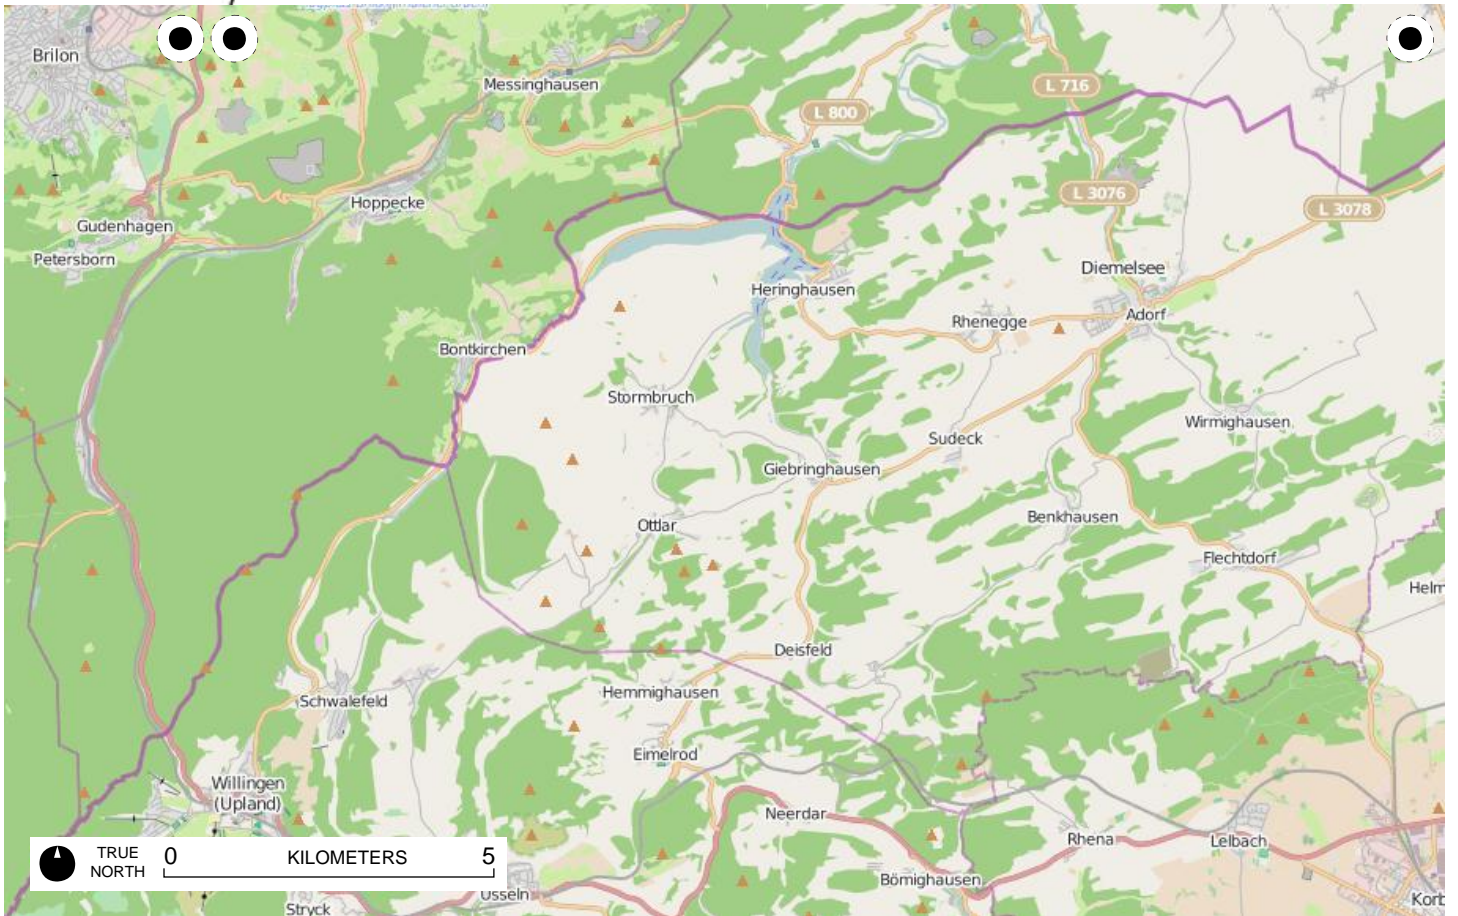 Brilon
Messinghausen
L 716
L 800
L 3076
Hoppecke
L 3078
Gudenhagen
Petersborn
Diemelsee
Heringhausen
Adorf
Rhenegge
Bontkirchen
Stormbruch
Wirmighausen
Sudeck
Giebringhausen
Benkhausen
Ottlar
Flechtdorf
Helm
Deisfeld
Hemmighausen
Schwalefeld
Eimelrod
Willingen
(Upland)
Neerdar
Rhena
Lelbach
TRUE
NORTH
0 KILOMETERS 5
Bömighausen
Usseln
Korb
Stryck